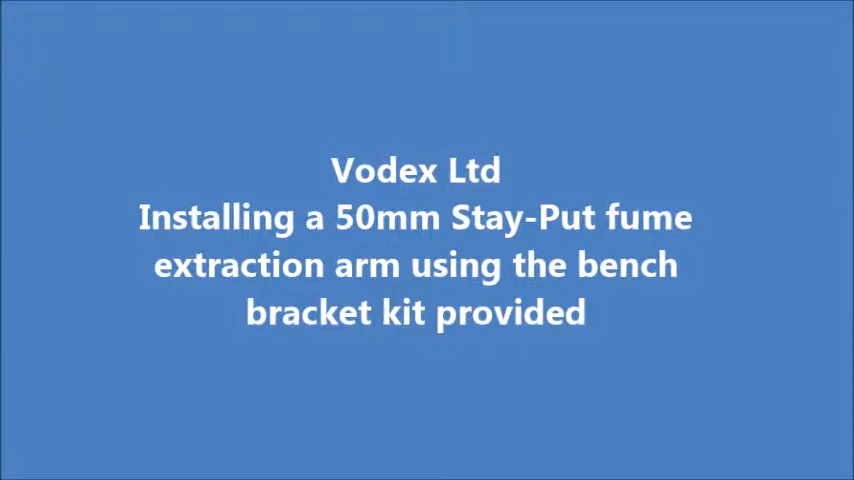 Vodex Ltd
Installing a 50mm Stay-Put fume
extraction arm using the bench
bracket kit provided